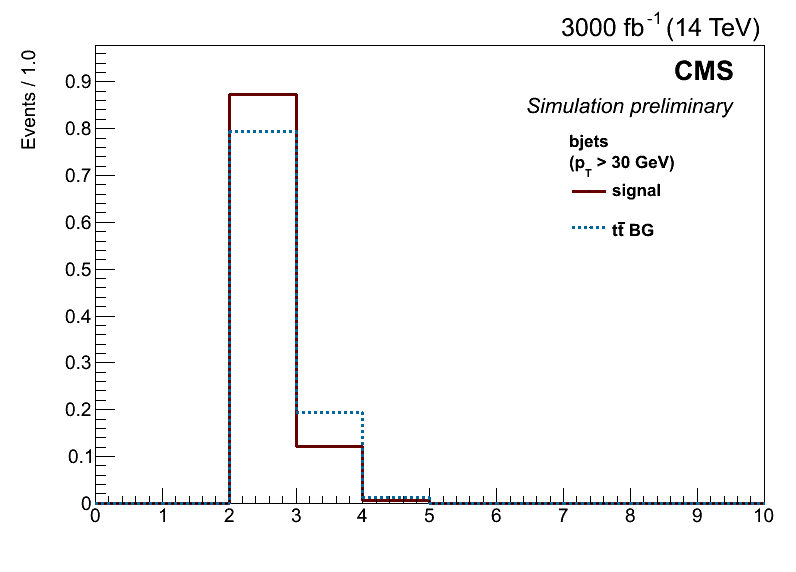 3000 fb⁻¹ (14 TeV)
Events / 1.0
CMS
Simulation preliminary
bjets
(p_T > 30 GeV)
signal
tt̄ BG
0.9
0.8
0.7
0.6
0.5
0.4
0.3
0.2
0.1
0
0 1 2 3 4 5 6 7 8 9 10